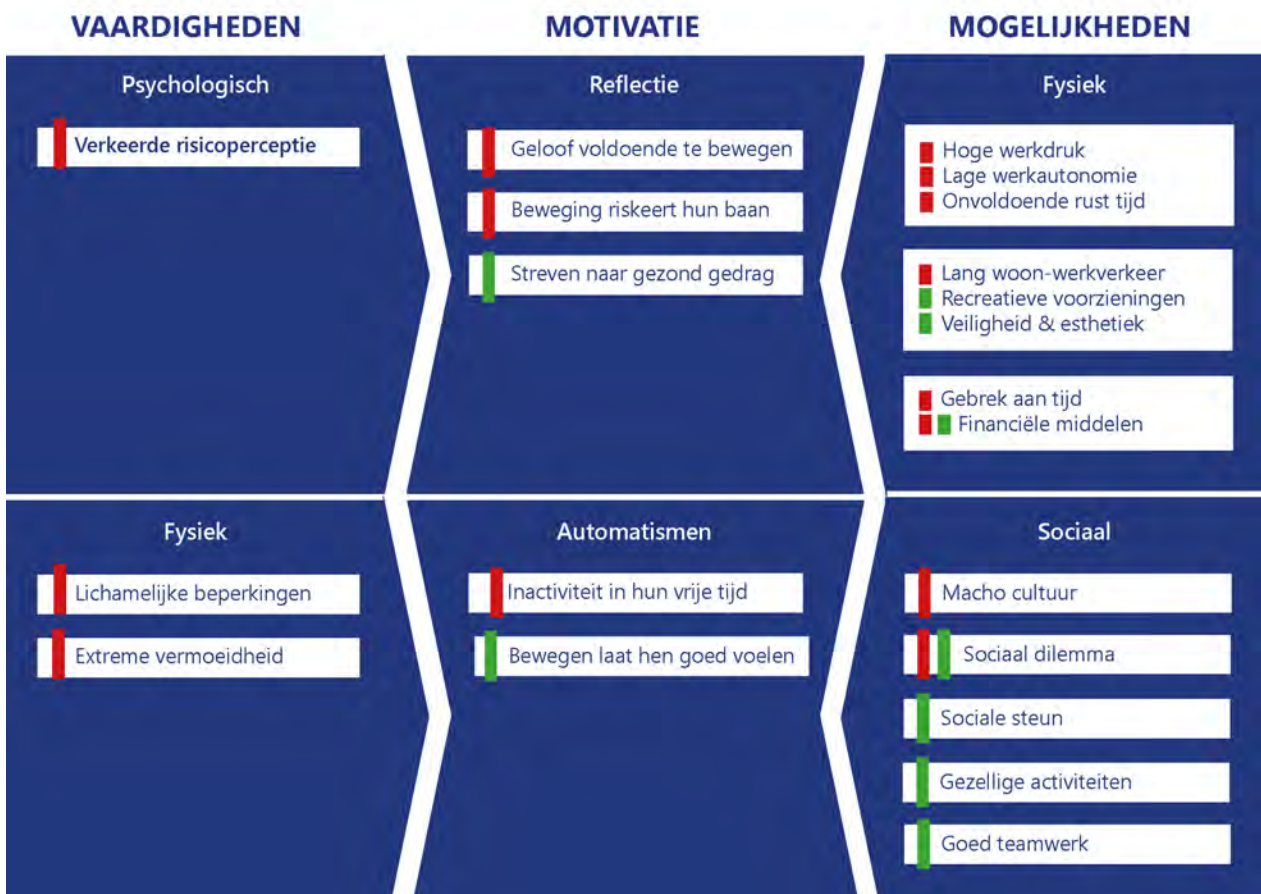 VAARDIGHEDEN
MOTIVATIE
MOGELIJKHEDEN
Psychologisch
Verkeerde risicoperceptie
Reflectie
Geloof voldoende te bewegen
Beweging riskeert hun baan
Streven naar gezond gedrag
Fysiek
Hoge werkdruk
Lage werkautonomie
Onvoldoende rust tijd
Lang woon-werkverkeer
Recreatieve voorzieningen
Veiligheid & esthetiek
Gebrek aan tijd
Financiële middelen
Fysiek
Lichamelijke beperkingen
Extreme vermoeidheid
Automatismen
Inactiviteit in hun vrije tijd
Bewegen laat hen goed voelen
Sociaal
Macho cultuur
Sociaal dilemma
Sociale steun
Gezellige activiteiten
Goed teamwerk